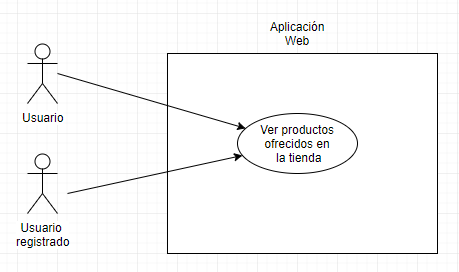 Aplicación
Web
Usuario
Ver productos
ofrecidos en
la tienda
Usuario
registrado